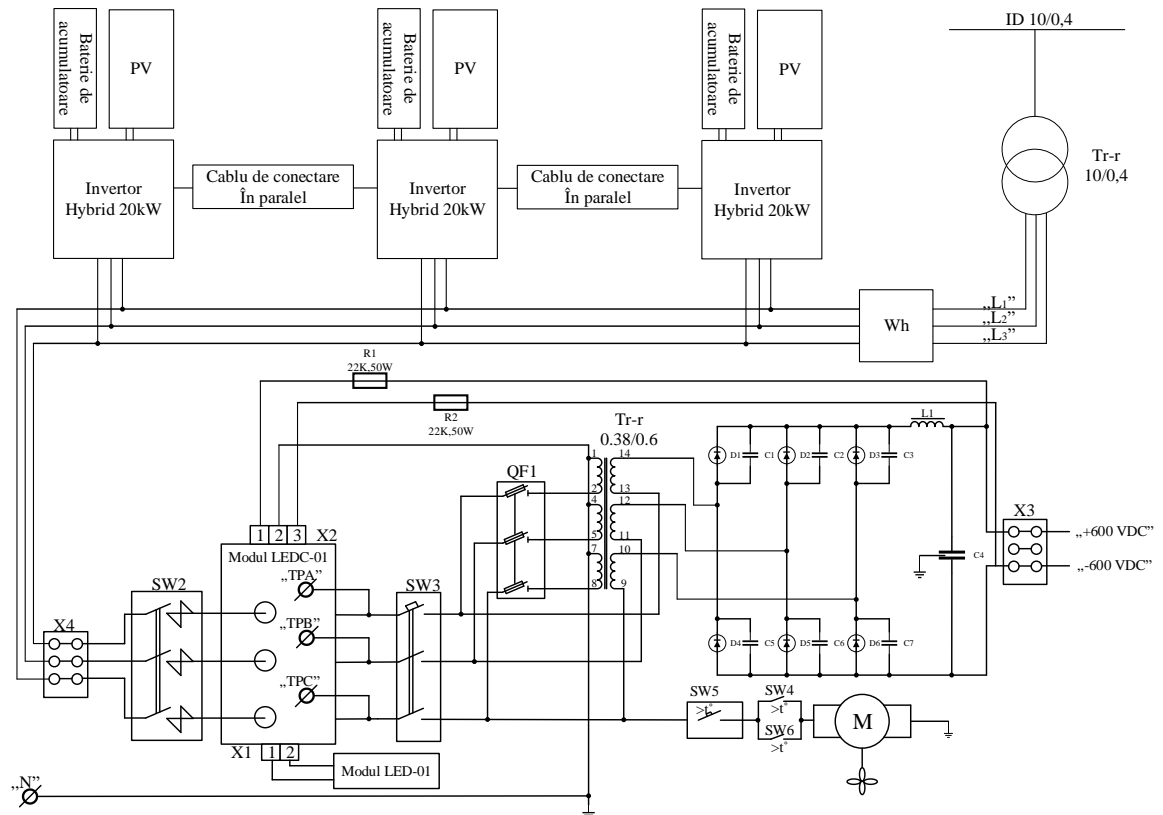 Baterie de
acumulatoare
PV
Baterie de
acumulatoare
PV
Baterie de
acumulatoare
PV
ID 10/0,4
Tr-r
10/0,4
Invertor
Hybrid 20kW
Cablu de conectare
În paralel
Invertor
Hybrid 20kW
Cablu de conectare
În paralel
Invertor
Hybrid 20kW
Wh
„L1”
„L2”
„L3”
R1
22K,50W
R2
22K,50W
Tr-r
0.38/0.6
L1
QF1
1
2
4
5
7
8
14
13
12
11
10
9
D1
C1
D2
C2
D3
C3
C4
X3
„+600 VDC”
„-600 VDC”
1 2 3
X2
Modul LEDC-01
„TPA”
„TPB”
„TPC”
SW2
SW3
X4
D4
C5
D5
C6
D6
C7
SW5
>t°
SW4
>t°
SW6
>t°
M
X1
1 2
Modul LED-01
„N”